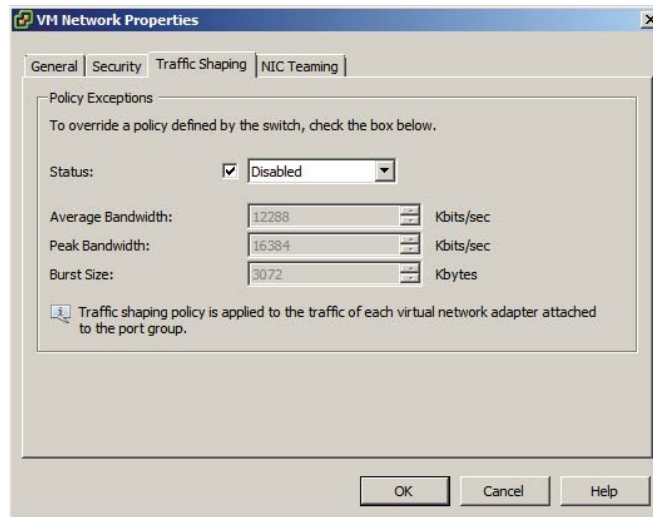 VM Network Properties
General Security Traffic Shaping NIC Teaming
Policy Exceptions
To override a policy defined by the switch, check the box below.
Status: Disabled
Average Bandwidth: 12288 Kbits/sec
Peak Bandwidth: 16384 Kbits/sec
Burst Size: 3072 Kbytes
Traffic shaping policy is applied to the traffic of each virtual network adapter attached
to the port group.
OK Cancel Help